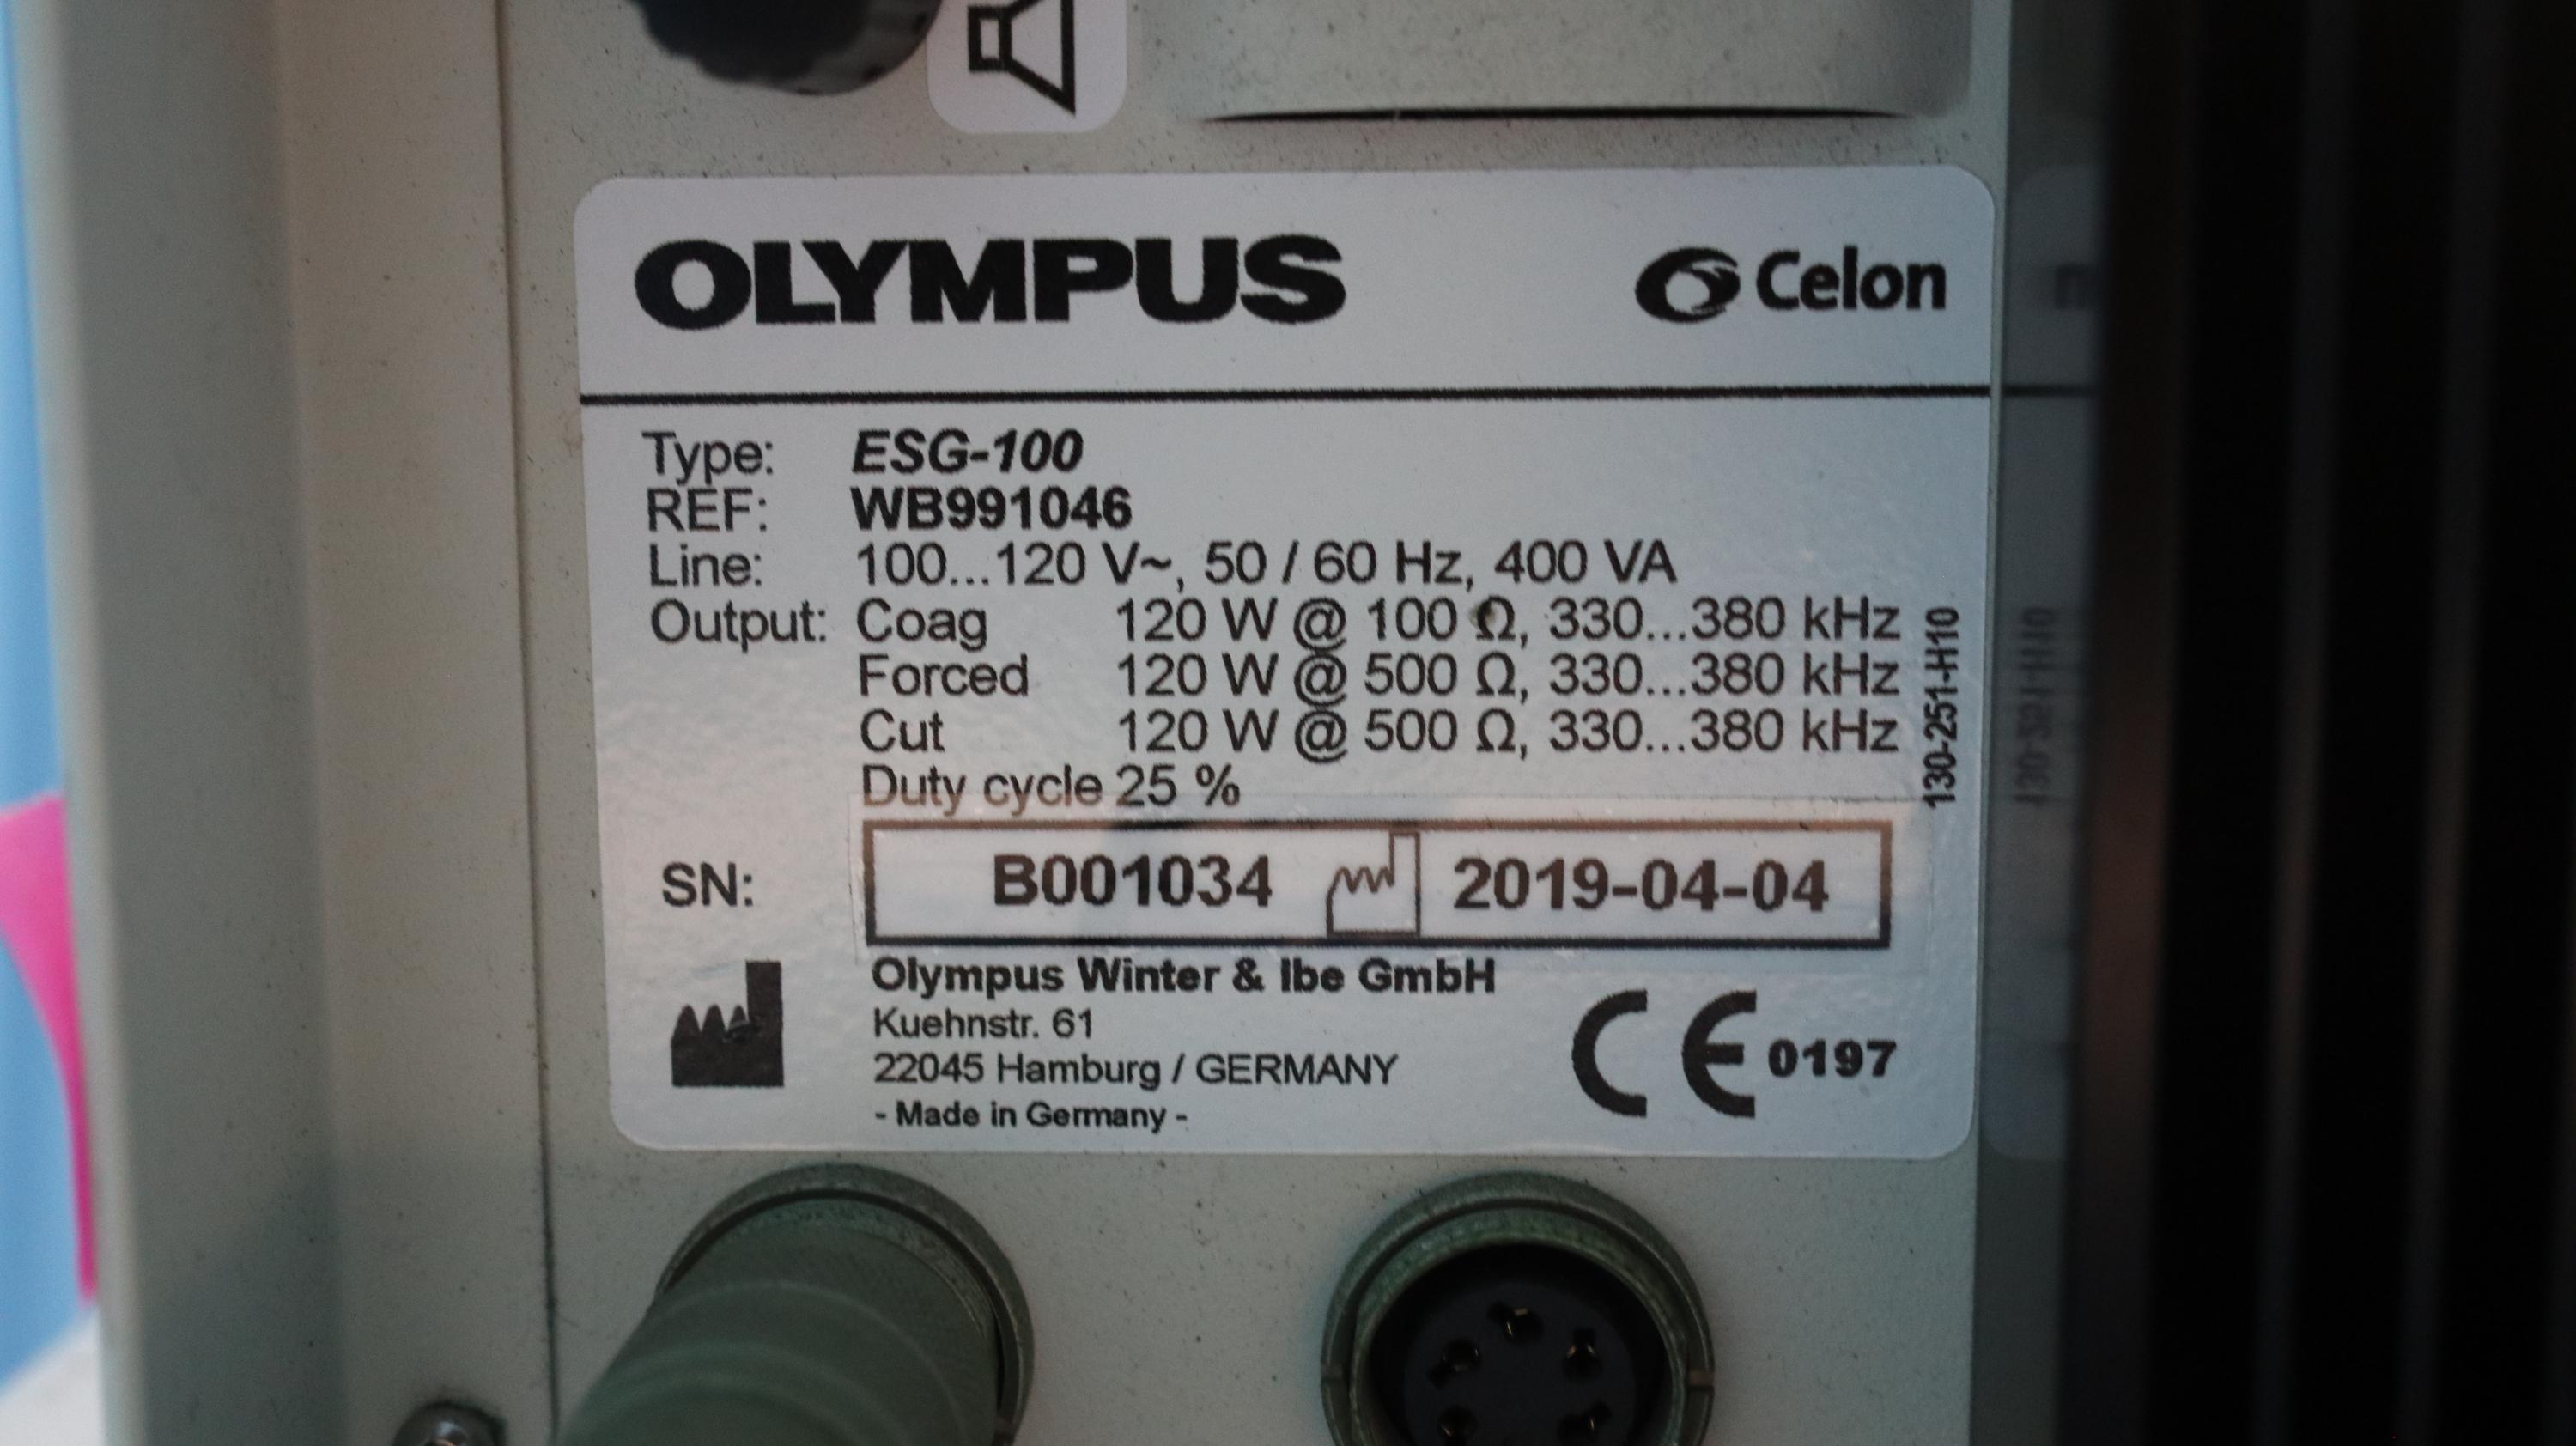 OLYMPUS Celon
Type: ESG-100
REF: WB991046
Line: 100...120 V~, 50 / 60 Hz, 400 VA
Output: Coag 120 W @ 100 Ω, 330...380 kHz
Forced 120 W @ 500 Ω, 330...380 kHz
Cut 120 W @ 500 Ω, 330...380 kHz
Duty cycle 25 %
130-251-H10
SN: B001034 2019-04-04
Olympus Winter & Ibe GmbH
Kuehnstr. 61
22045 Hamburg / GERMANY
- Made in Germany -
CE 0197